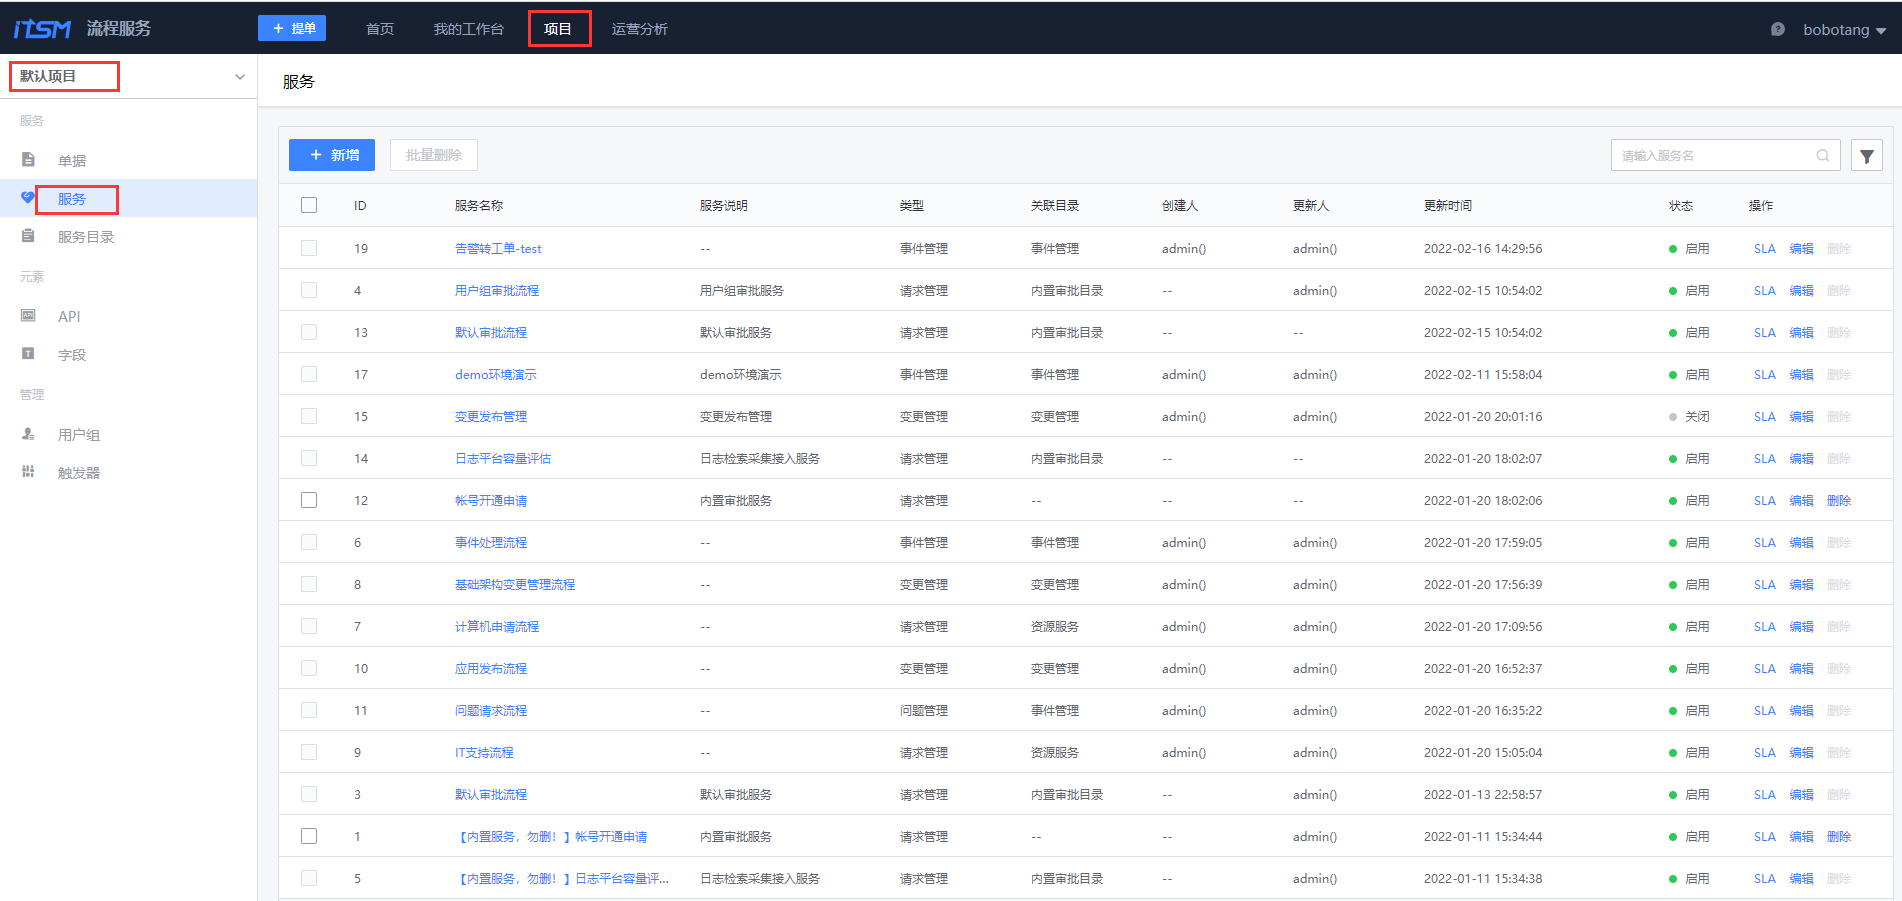 iTSM 流程服务 + 提单 首页 我的工作台 项目 运营分析 ? bobotang
默认项目
服务
单据
服务
服务目录
元素
API
字段
管理
用户组
触发器
服务
+ 新增 批量删除 请输入服务名
ID 服务名称 服务说明 类型 关联目录 创建人 更新人 更新时间 状态 操作
19 告警转工单-test -- 事件管理 事件管理 admin() admin() 2022-02-16 14:29:56 启用 SLA 编辑 删除
4 用户组审批流程 用户组审批服务 请求管理 内置审批目录 -- admin() 2022-02-15 10:54:02 启用 SLA 编辑 删除
13 默认审批流程 默认审批服务 请求管理 内置审批目录 -- -- 2022-02-15 10:54:02 启用 SLA 编辑 删除
17 demo环境演示 demo环境演示 事件管理 事件管理 admin() admin() 2022-02-11 15:58:04 启用 SLA 编辑 删除
15 变更发布管理 变更发布管理 变更管理 变更管理 admin() admin() 2022-01-20 20:01:16 关闭 SLA 编辑 删除
14 日志平台容量评估 日志检索采集接入服务 请求管理 内置审批目录 -- -- 2022-01-20 18:02:07 启用 SLA 编辑 删除
12 帐号开通申请 内置审批服务 请求管理 -- -- -- 2022-01-20 18:02:06 启用 SLA 编辑 删除
6 事件处理流程 -- 事件管理 事件管理 admin() admin() 2022-01-20 17:59:05 启用 SLA 编辑 删除
8 基础架构变更管理流程 -- 变更管理 变更管理 admin() admin() 2022-01-20 17:56:39 启用 SLA 编辑 删除
7 计算机申请流程 -- 请求管理 资源服务 admin() admin() 2022-01-20 17:09:56 启用 SLA 编辑 删除
10 应用发布流程 -- 变更管理 变更管理 admin() admin() 2022-01-20 16:52:37 启用 SLA 编辑 删除
11 问题请求流程 -- 问题管理 事件管理 admin() admin() 2022-01-20 16:35:22 启用 SLA 编辑 删除
9 IT支持流程 -- 请求管理 资源服务 admin() admin() 2022-01-20 15:05:04 启用 SLA 编辑 删除
3 默认审批流程 默认审批服务 请求管理 内置审批目录 -- admin() 2022-01-13 22:58:57 启用 SLA 编辑 删除
1 【内置服务，勿删！】帐号开通申请 内置审批服务 请求管理 -- -- admin() 2022-01-11 15:34:44 启用 SLA 编辑 删除
5 【内置服务，勿删！】日志平台容量评... 日志检索采集接入服务 请求管理 内置审批目录 -- admin() 2022-01-11 15:34:38 启用 SLA 编辑 删除